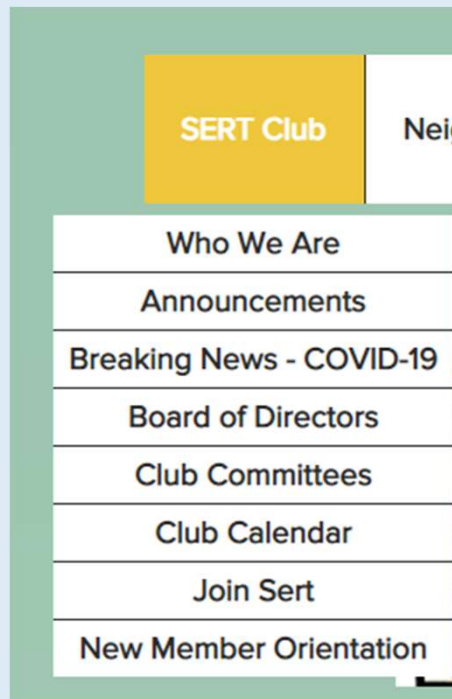 SERT Club
Who We Are
Announcements
Breaking News - COVID-19
Board of Directors
Club Committees
Club Calendar
Join Sert
New Member Orientation